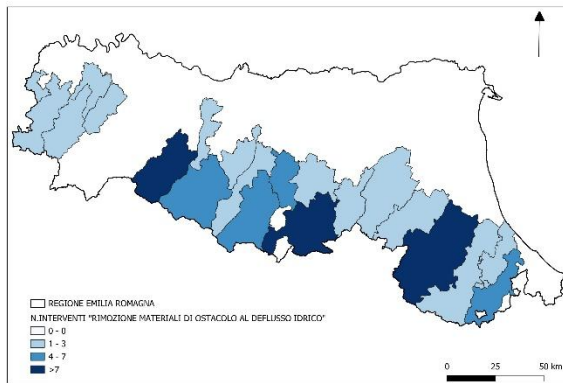 REGIONE EMILIA ROMAGNA
N.INTERVENTI "RIMOZIONE MATERIALI DI OSTACOLO AL DEFLUSSO IDRICO"
0 - 0
1 - 3
4 - 7
>7
0 25 50 km